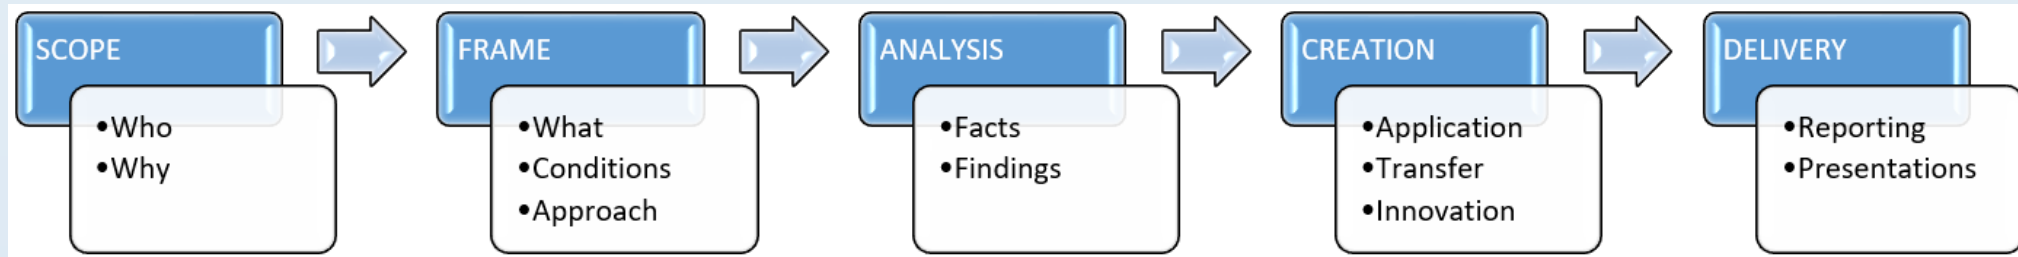 SCOPE
•Who
•Why
FRAME
•What
•Conditions
•Approach
ANALYSIS
•Facts
•Findings
CREATION
•Application
•Transfer
•Innovation
DELIVERY
•Reporting
•Presentations